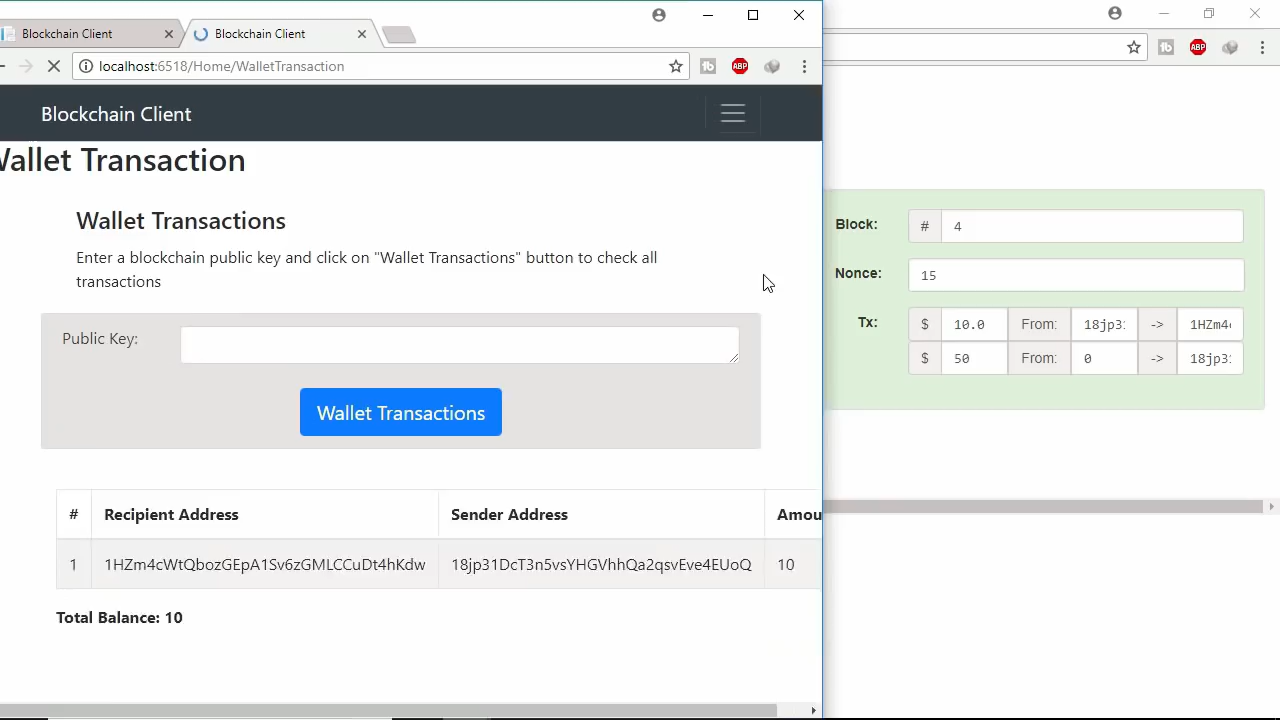 Blockchain Client
Blockchain Client
localhost:6518/Home/WalletTransaction
ABP
ABP
Blockchain Client
Wallet Transaction
Wallet Transactions
Enter a blockchain public key and click on "Wallet Transactions" button to check all
transactions
Public Key:
Wallet Transactions
# Recipient Address Sender Address Amou
1 1HZm4cWtQbozGEpA1Sv6zGMLCCuDt4hKdw 18jp31DcT3n5vsYHGVhhQa2qsvEve4EUoQ 10
Total Balance: 10
Block: # 4
Nonce: 15
Tx: $ 10.0 From: 18jp3: -> 1HZm4
$ 50 From: 0 -> 18jp3: